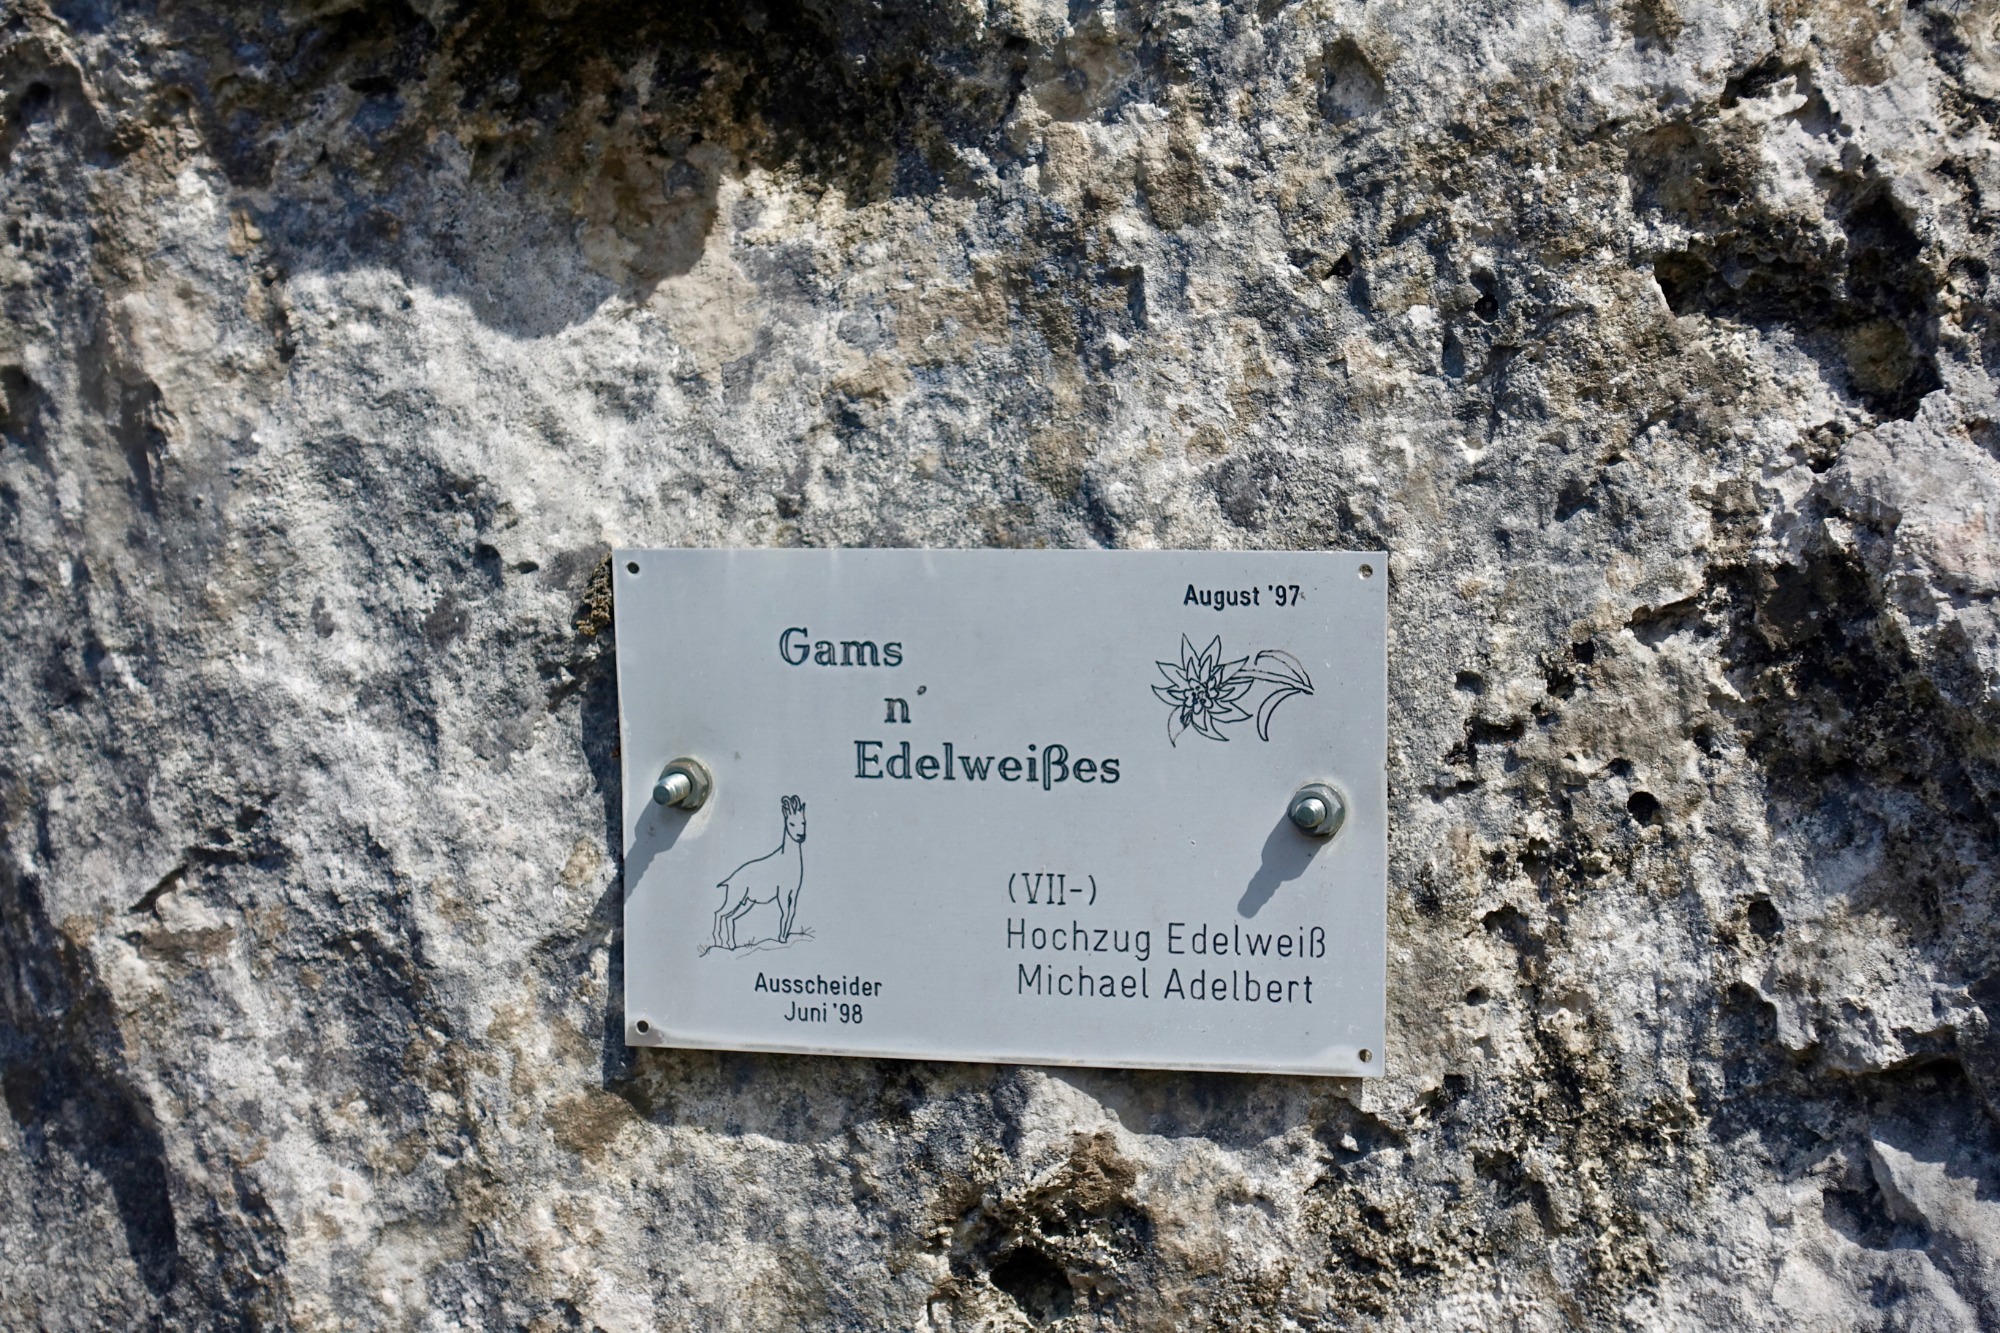 August '97
Gams
n'
Edelweißes
(VII-)
Hochzug Edelweiß
Michael Adelbert
Ausscheider
Juni '98